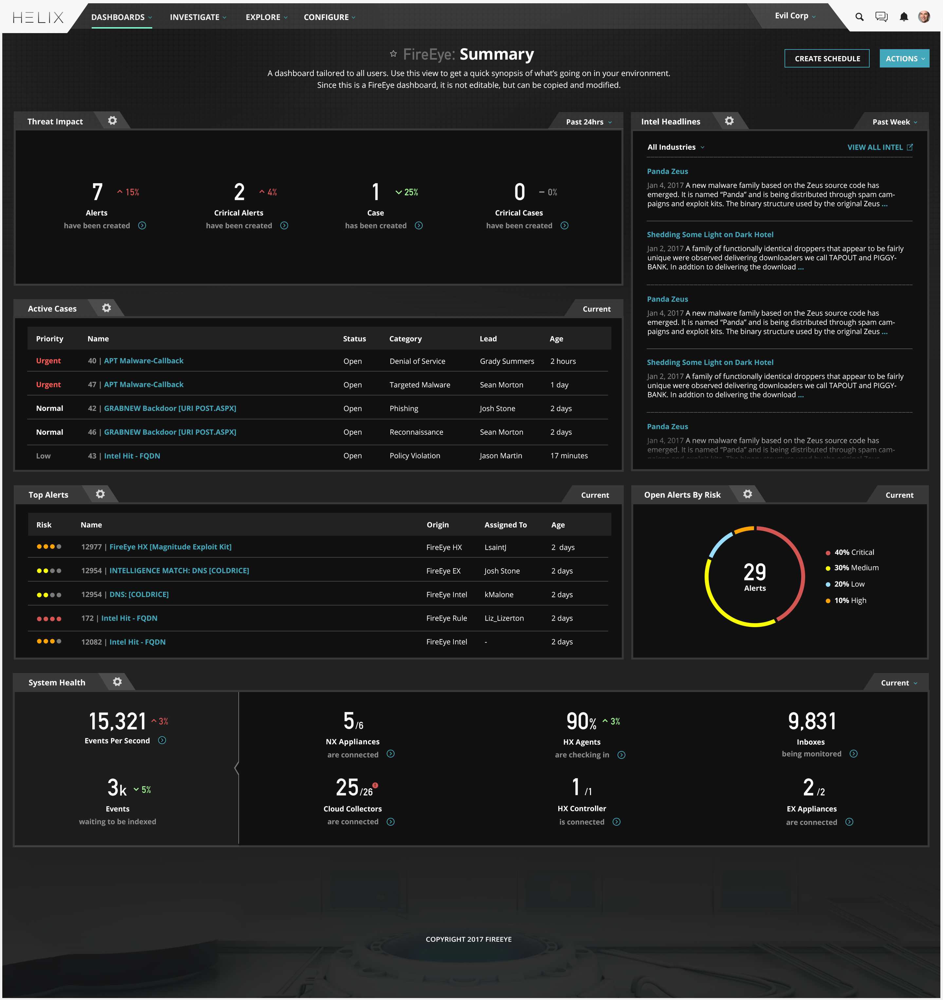 HELIX
DASHBOARDS
INVESTIGATE
EXPLORE
CONFIGURE
Evil Corp
FireEye: Summary
A dashboard tailored to all users. Use this view to get a quick synopsis of what's going on in your environment.
Since this is a FireEye dashboard, it is not editable, but can be copied and modified.
CREATE SCHEDULE
ACTIONS
Threat Impact
Past 24hrs
7 15%
Alerts
have been created
2 4%
Crirical Alerts
have been created
1 25%
Case
has been created
0 – 0%
Crirical Cases
have been created
Intel Headlines
Past Week
All Industries
VIEW ALL INTEL
Panda Zeus
Jan 4, 2017 A new malware family based on the Zeus source code has
emerged. It is named “Panda” and is being distributed through spam cam-
paigns and exploit kits. The binary structure used by the original Zeus ...
Shedding Some Light on Dark Hotel
Jan 2, 2017 A family of functionally identical droppers that appear to be fairly
unique were observed delivering downloaders we call TAPOUT and PIGGY-
BANK. In addtion to delivering the download ...
Panda Zeus
Jan 4, 2017 A new malware family based on the Zeus source code has
emerged. It is named “Panda” and is being distributed through spam cam-
paigns and exploit kits. The binary structure used by the original Zeus ...
Shedding Some Light on Dark Hotel
Jan 2, 2017 A family of functionally identical droppers that appear to be fairly
unique were observed delivering downloaders we call TAPOUT and PIGGY-
BANK. In addtion to delivering the download ...
Panda Zeus
Jan 4, 2017 A new malware family based on the Zeus source code has
emerged. It is named “Panda” and is being distributed through spam cam-
paigns and exploit kits. The binary structure used by the original Zeus
Active Cases
Current
Priority Name Status Category Lead Age
Urgent 40 | APT Malware-Callback Open Denial of Service Grady Summers 2 hours
Urgent 47 | APT Malware-Callback Open Targeted Malware Sean Morton 1 day
Normal 42 | GRABNEW Backdoor [URI POST.ASPX] Open Phishing Josh Stone 2 days
Normal 46 | GRABNEW Backdoor [URI POST.ASPX] Open Reconnaissance Sean Morton 2 days
Low 43 | Intel Hit - FQDN Open Policy Violation Jason Martin 17 minutes
Top Alerts
Current
Risk Name Origin Assigned To Age
12977 | FireEye HX [Magnitude Exploit Kit] FireEye HX LsaintJ 2 days
12954 | INTELLIGENCE MATCH: DNS [COLDRICE] FireEye EX Josh Stone 2 days
12954 | DNS: [COLDRICE] FireEye Intel kMalone 2 days
172 | Intel Hit - FQDN FireEye Rule Liz_Lizerton 2 days
12082 | Intel Hit - FQDN FireEye Intel - 2 days
Open Alerts By Risk
Current
29
Alerts
40% Critical
30% Medium
20% Low
10% High
System Health
Current
15,321 3%
Events Per Second
3k 5%
Events
waiting to be indexed
5/6
NX Appliances
are connected
90% 3%
HX Agents
are checking in
9,831
Inboxes
being monitored
25/26
Cloud Collectors
are connected
1 /1
HX Controller
is connected
2 /2
EX Appliances
are connected
COPYRIGHT 2017 FIREEYE